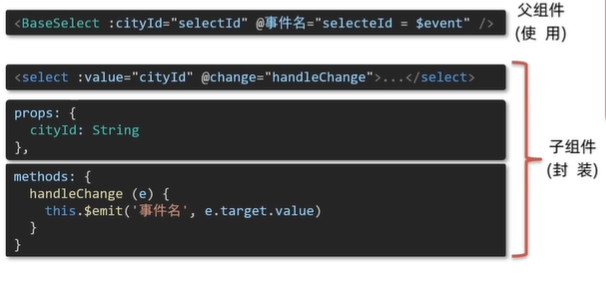 <BaseSelect :cityId="selectId" @事件名="selecteId = $event" />
父组件
(使 用)
<select :value="cityId" @change="handleChange">...</select>
props: {
cityId: String
},
methods: {
handleChange (e) {
this.$emit('事件名', e.target.value)
}
}
子组件
(封 装)